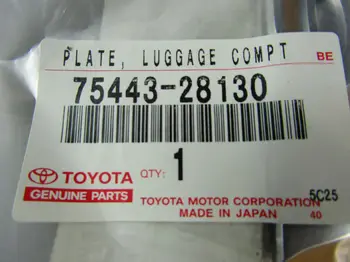 PLATE, LUGGAGE COMPT BE
75443-28130
TOYOTA QTY: 1
GENUINE PARTS
TOYOTA MOTOR CORPORATION 5C25
MADE IN JAPAN 40